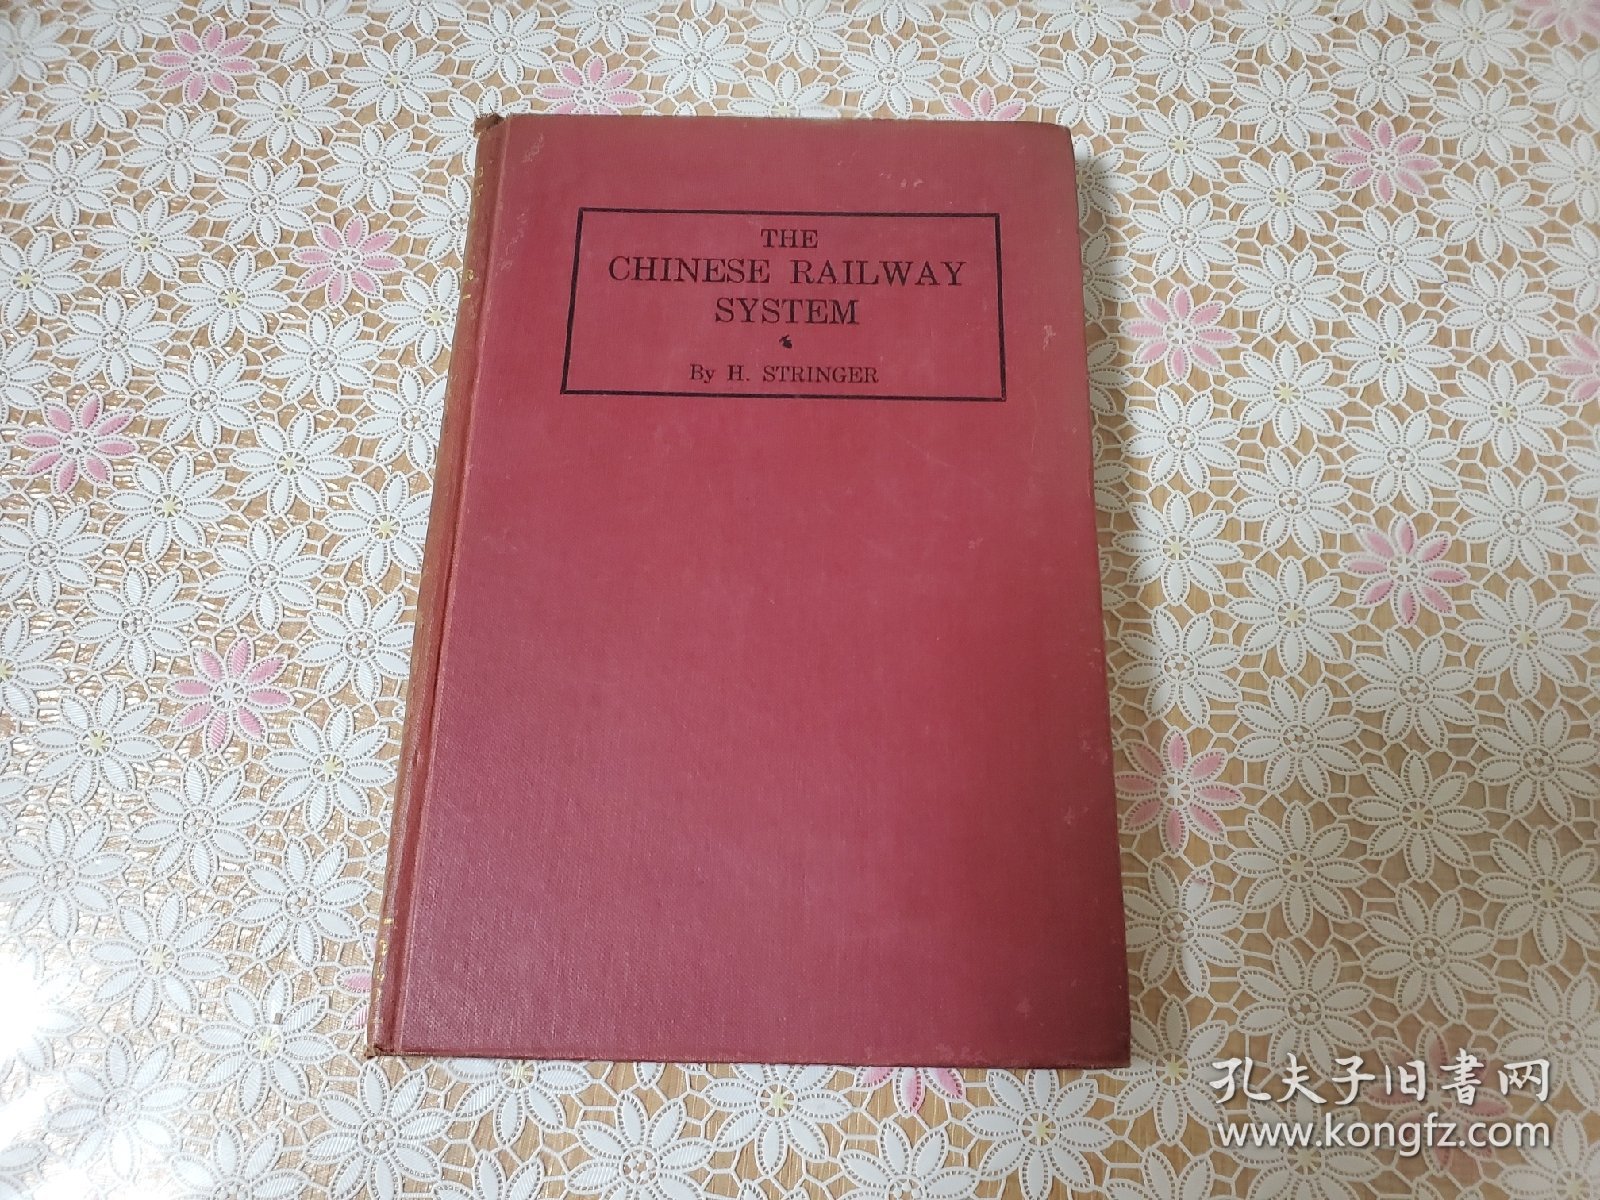 THE
CHINESE RAILWAY
SYSTEM
By H. STRINGER
孔夫子旧書网
www.kongfz.com